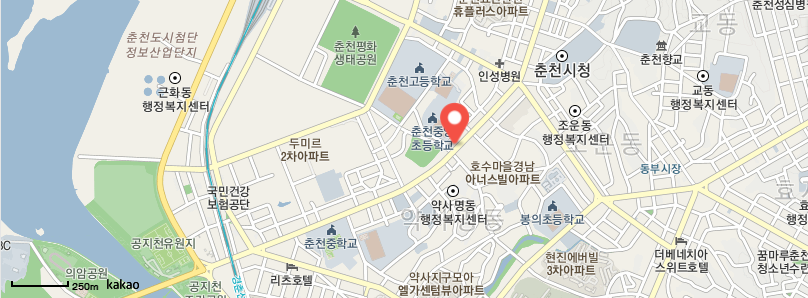 휴플러스아파트
교동
춘천성심병
춘천도시첨단
정보산업단지
춘천평화
생태공원
춘천고등학교
인성병원
춘천시청
춘천향교
교동
행정복지센터
근화동
행정복지센터
춘천중앙
초등학교
조운동
행정복지센터
두미르
2차아파트
호수마을경남
아너스빌아파트
동부시장
국민건강
보험공단
약사명동
행정복지센터
봉의초등학교
효
공지천유원지
춘천중학교
현진에버빌
3차아파트
더베네치아
스위트호텔
꿈마루춘천
청소년수련
의암공원
공지천
리츠호텔
약사지구모아
엘가센텀뷰아파트
250m
kakao